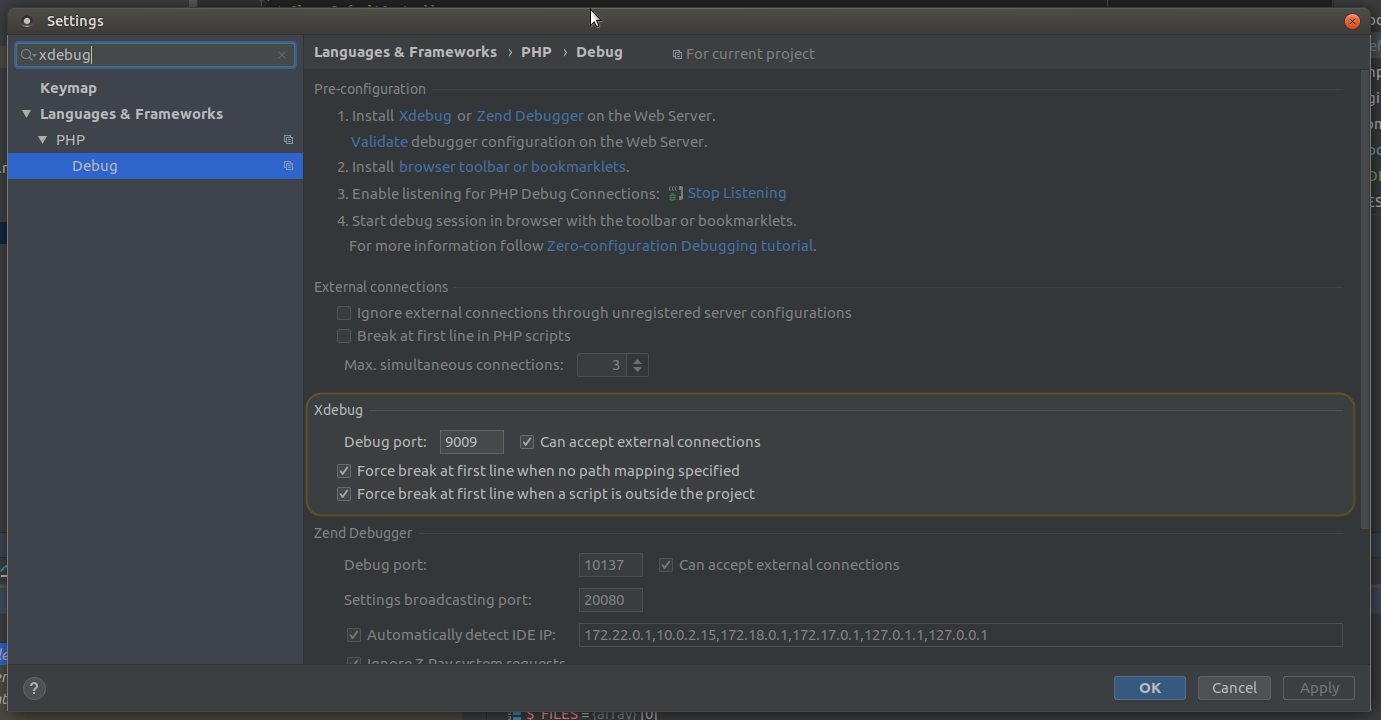 Settings
xdebug
Keymap
Languages & Frameworks
PHP
Debug
Languages & Frameworks › PHP › Debug For current project
Pre-configuration
1. Install Xdebug or Zend Debugger on the Web Server.
Validate debugger configuration on the Web Server.
2. Install browser toolbar or bookmarklets.
3. Enable listening for PHP Debug Connections: Stop Listening
4. Start debug session in browser with the toolbar or bookmarklets.
For more information follow Zero-configuration Debugging tutorial.
External connections
Ignore external connections through unregistered server configurations
Break at first line in PHP scripts
Max. simultaneous connections: 3
Xdebug
Debug port: 9009 Can accept external connections
Force break at first line when no path mapping specified
Force break at first line when a script is outside the project
Zend Debugger
Debug port: 10137 Can accept external connections
Settings broadcasting port: 20080
Automatically detect IDE IP: 172.22.0.1,10.0.2.15,172.18.0.1,172.17.0.1,127.0.1.1,127.0.0.1
Ignore Z-Ray system requests
? OK Cancel Apply
$_FILES = {array} [0]